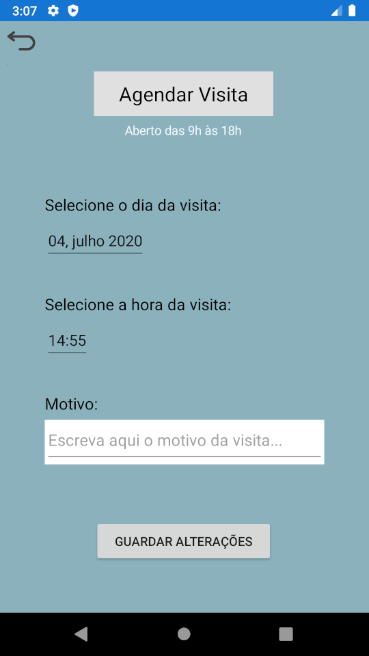 3:07
Agendar Visita
Aberto das 9h às 18h
Selecione o dia da visita:
04, julho 2020
Selecione a hora da visita:
14:55
Motivo:
Escreva aqui o motivo da visita...
GUARDAR ALTERAÇÕES